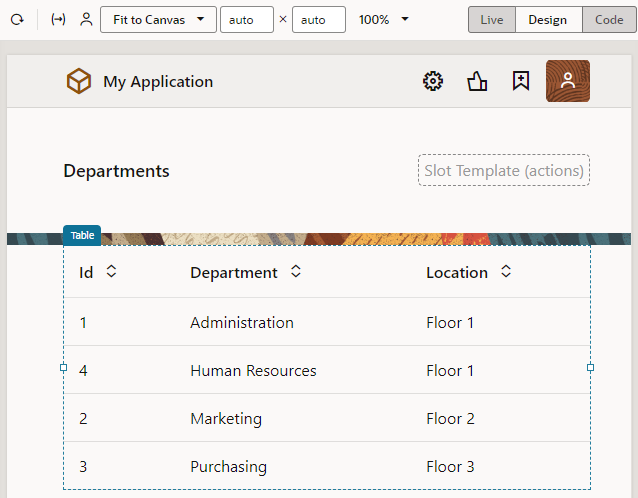 Fit to Canvas auto × auto 100% Live Design Code
My Application
Departments Slot Template (actions)
Table
Id Department Location
1 Administration Floor 1
4 Human Resources Floor 1
2 Marketing Floor 2
3 Purchasing Floor 3